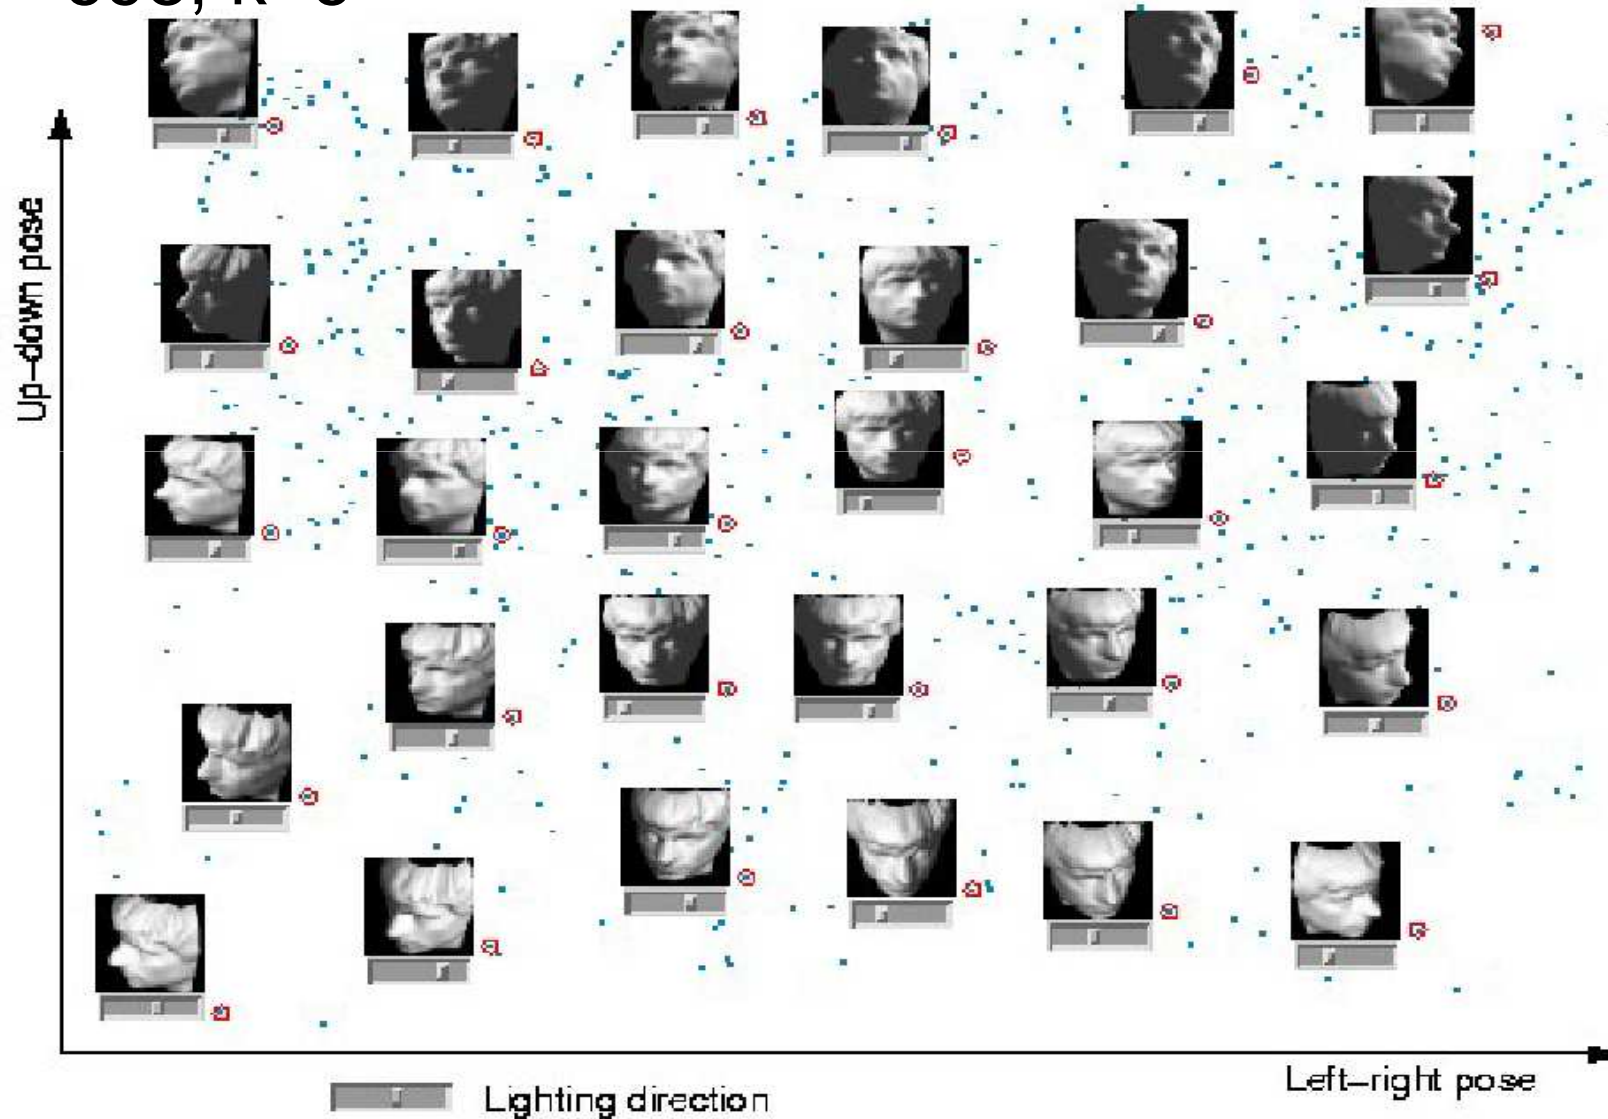 Up–down pose
Left–right pose
Lighting direction